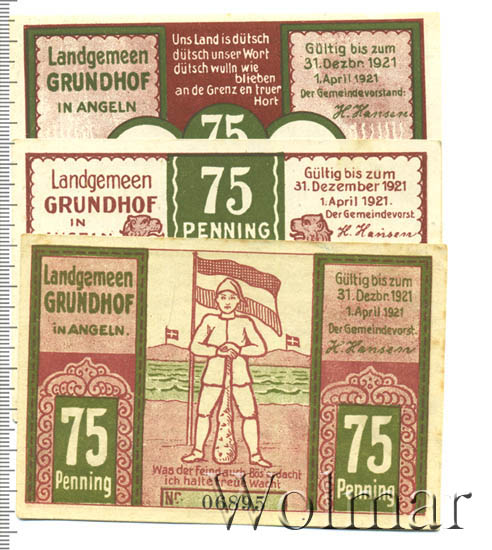 Landgemeen
GRUNDHOF
IN ANGELN
Uns Land is dütsch
dütsch unser Wort
dütsch wulln wie
blieben
an de Grenz en truer
Hort
75
Gültig bis zum
31. Dezbr. 1921
1. April 1921
Der Gemeindevorstand:
H. Hansen
Landgemeen
GRUNDHOF
IN
75
PENNING
Gültig bis zum
31. Dezember 1921
1. April 1921.
Der Gemeindevorst.
H. Hansen
Landgemeen
GRUNDHOF
IN ANGELN.
75
Penning
Was der Feind auch Bös' erdacht
ich halte treue Wacht
No. 06895
Gültig bis zum
31. Dezbr. 1921
1. April 1921
Der Gemeindevorst.
H. Hansen
75
Penning
Wolmar